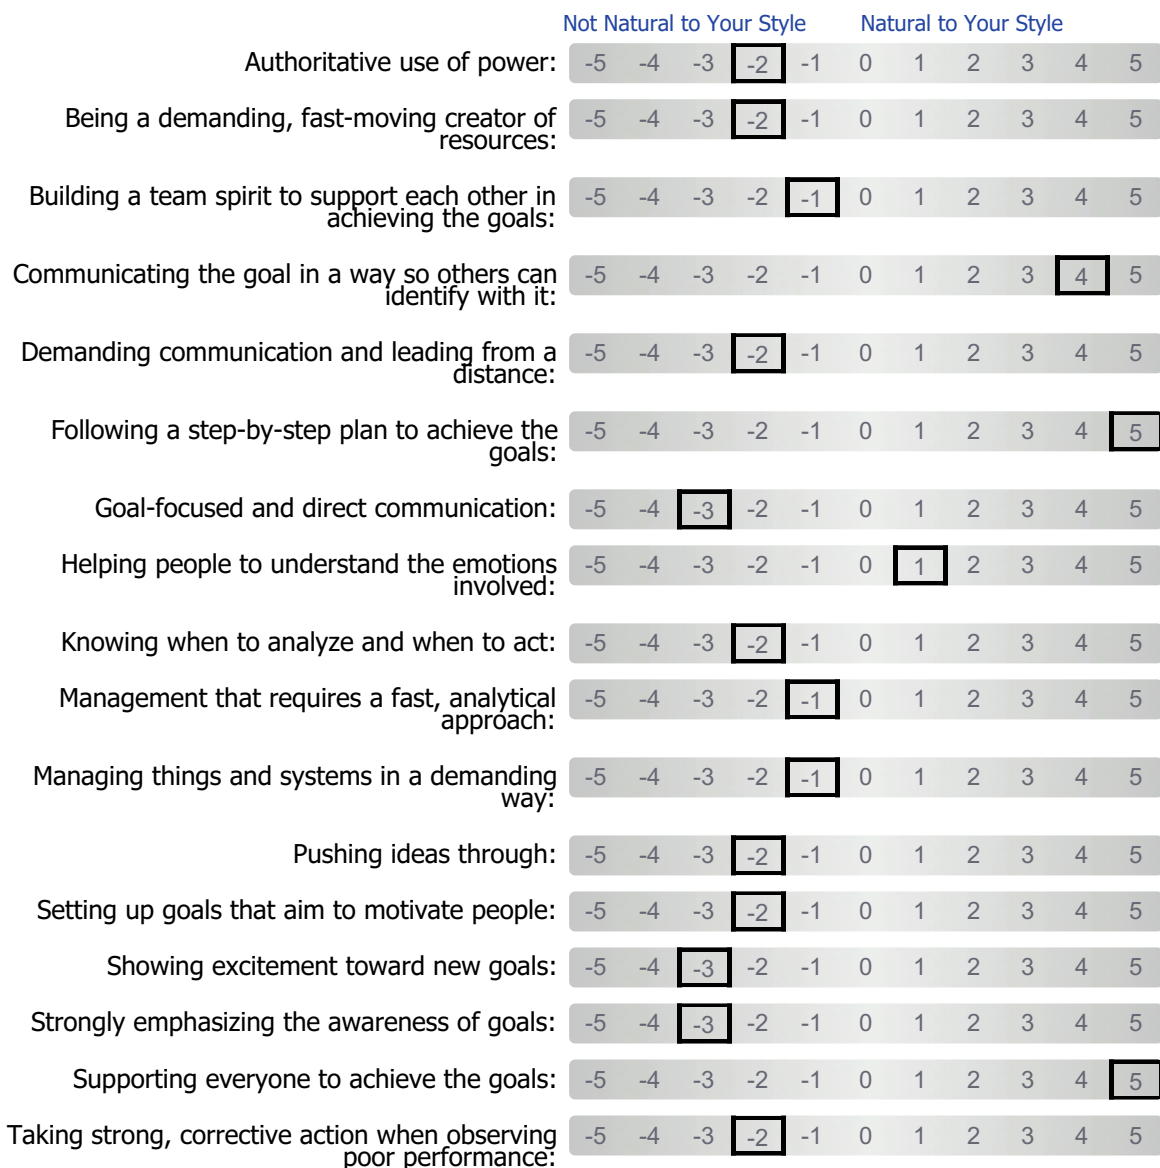 Not Natural to Your Style Natural to Your Style
Authoritative use of power: -5 -4 -3 -2 -1 0 1 2 3 4 5
Being a demanding, fast-moving creator of
resources: -5 -4 -3 -2 -1 0 1 2 3 4 5
Building a team spirit to support each other in
achieving the goals: -5 -4 -3 -2 -1 0 1 2 3 4 5
Communicating the goal in a way so others can
identify with it: -5 -4 -3 -2 -1 0 1 2 3 4 5
Demanding communication and leading from a
distance: -5 -4 -3 -2 -1 0 1 2 3 4 5
Following a step-by-step plan to achieve the
goals: -5 -4 -3 -2 -1 0 1 2 3 4 5
Goal-focused and direct communication: -5 -4 -3 -2 -1 0 1 2 3 4 5
Helping people to understand the emotions
involved: -5 -4 -3 -2 -1 0 1 2 3 4 5
Knowing when to analyze and when to act: -5 -4 -3 -2 -1 0 1 2 3 4 5
Management that requires a fast, analytical
approach: -5 -4 -3 -2 -1 0 1 2 3 4 5
Managing things and systems in a demanding
way: -5 -4 -3 -2 -1 0 1 2 3 4 5
Pushing ideas through: -5 -4 -3 -2 -1 0 1 2 3 4 5
Setting up goals that aim to motivate people: -5 -4 -3 -2 -1 0 1 2 3 4 5
Showing excitement toward new goals: -5 -4 -3 -2 -1 0 1 2 3 4 5
Strongly emphasizing the awareness of goals: -5 -4 -3 -2 -1 0 1 2 3 4 5
Supporting everyone to achieve the goals: -5 -4 -3 -2 -1 0 1 2 3 4 5
Taking strong, corrective action when observing
poor performance: -5 -4 -3 -2 -1 0 1 2 3 4 5